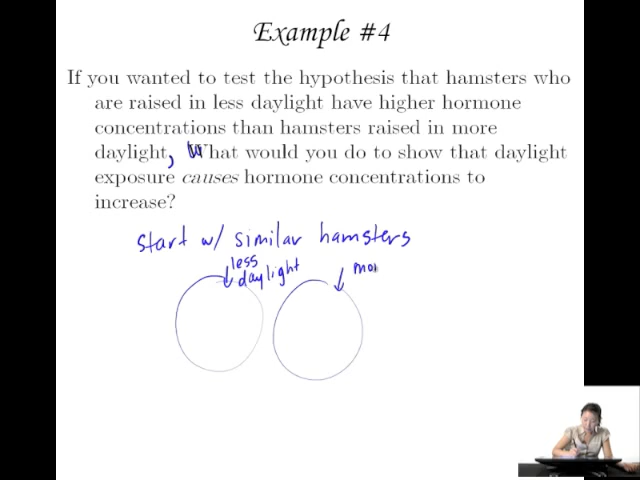 Example #4
If you wanted to test the hypothesis that hamsters who
are raised in less daylight have higher hormone
concentrations than hamsters raised in more
daylight, what would you do to show that daylight
exposure causes hormone concentrations to
increase?
start w/ similar hamsters
less
daylight
mor